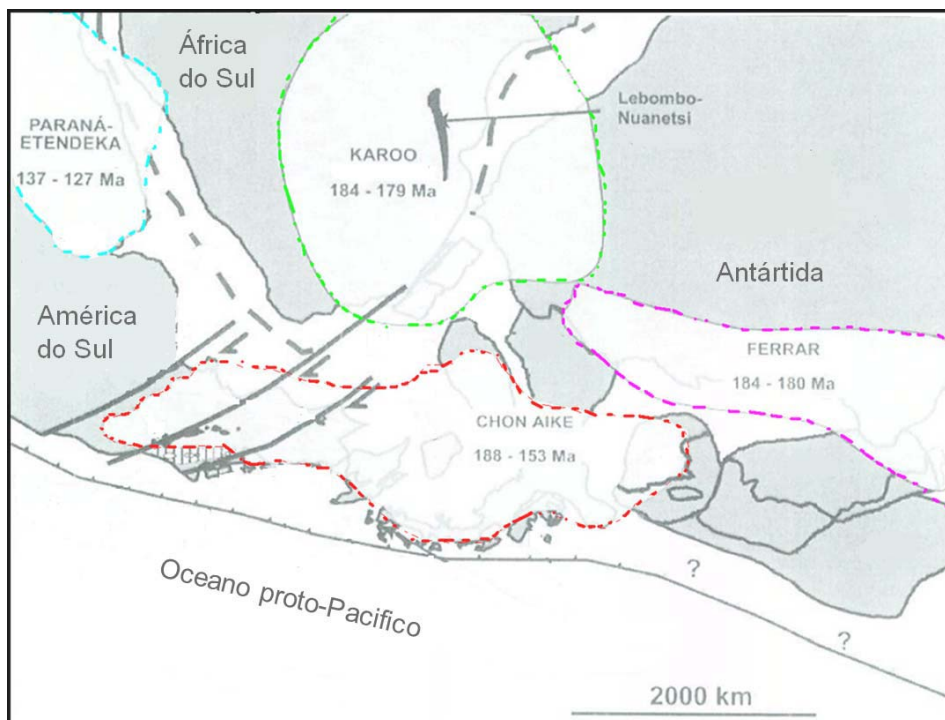 África
do Sul
Lebombo-
Nuanetsi
PARANÁ-
ETENDEKA
137 - 127 Ma
KAROO
184 - 179 Ma
Antártida
América
do Sul
FERRAR
184 - 180 Ma
CHON AIKE
188 - 153 Ma
Oceano proto-Pacifico
?
?
2000 km